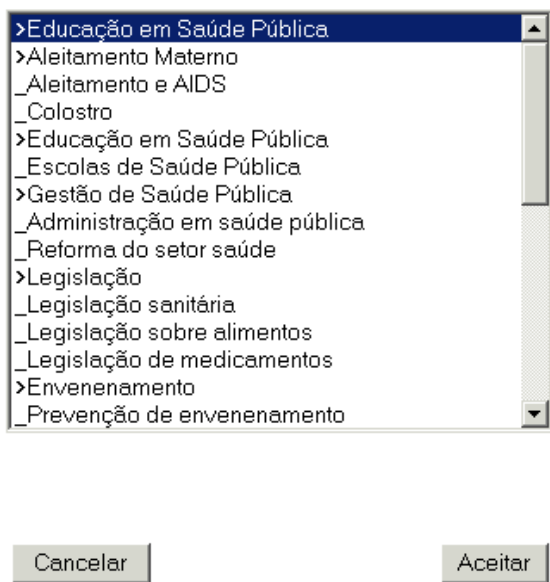 >Educação em Saúde Pública
>Aleitamento Materno
_Aleitamento e AIDS
_Colostro
>Educação em Saúde Pública
_Escolas de Saúde Pública
>Gestão de Saúde Pública
_Administração em saúde pública
_Reforma do setor saúde
>Legislação
_Legislação sanitária
_Legislação sobre alimentos
_Legislação de medicamentos
>Envenenamento
_Prevenção de envenenamento
Cancelar Aceitar